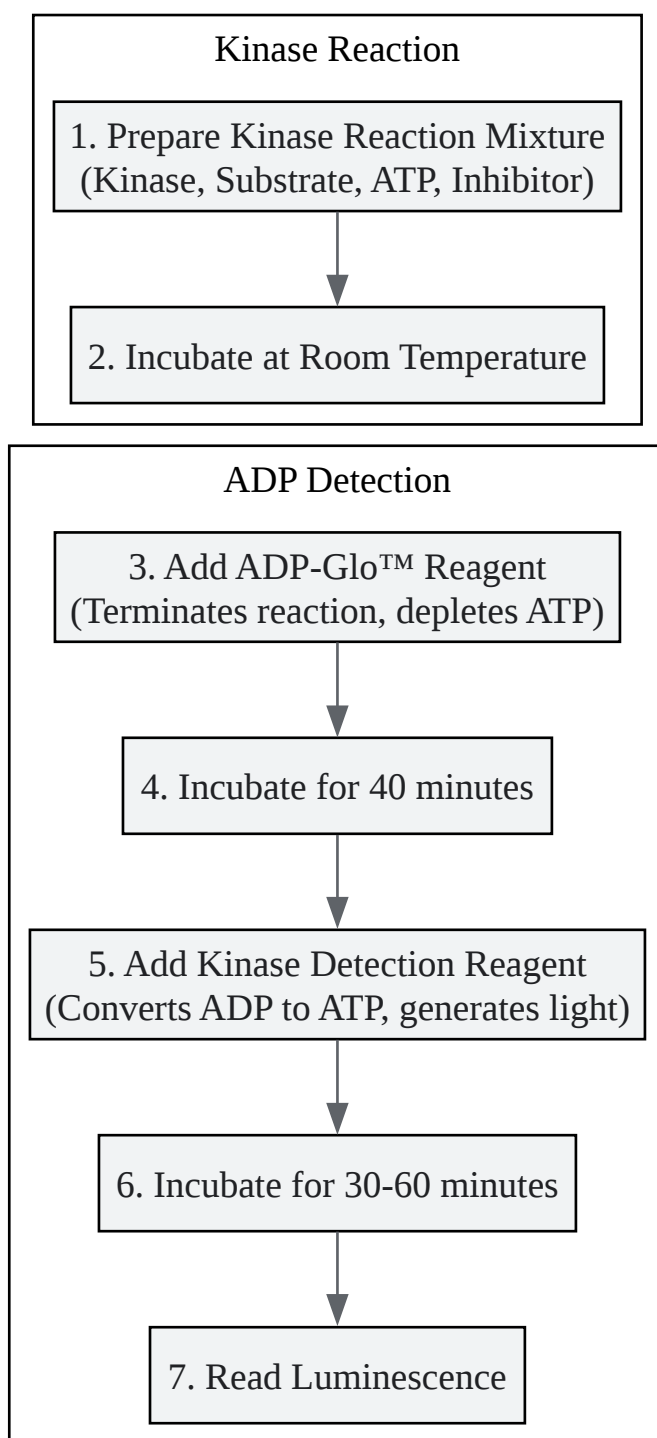 Kinase Reaction
1. Prepare Kinase Reaction Mixture
(Kinase, Substrate, ATP, Inhibitor)
2. Incubate at Room Temperature
ADP Detection
3. Add ADP-Glo™ Reagent
(Terminates reaction, depletes ATP)
4. Incubate for 40 minutes
5. Add Kinase Detection Reagent
(Converts ADP to ATP, generates light)
6. Incubate for 30-60 minutes
7. Read Luminescence